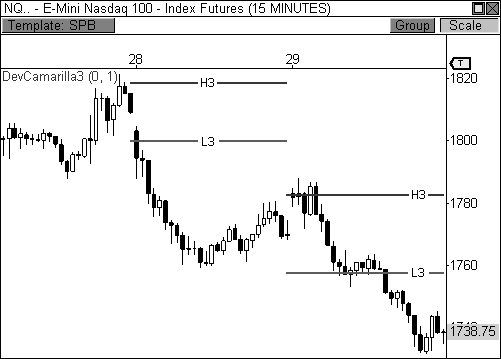 NQ.. - E-Mini Nasdaq 100 - Index Futures (15 MINUTES)
Template: SPB Group Scale
28 29
T
DevCamarilla3 (0, 1)
1820
H3
L3
1800
H3
1780
1760
L3
1738.75